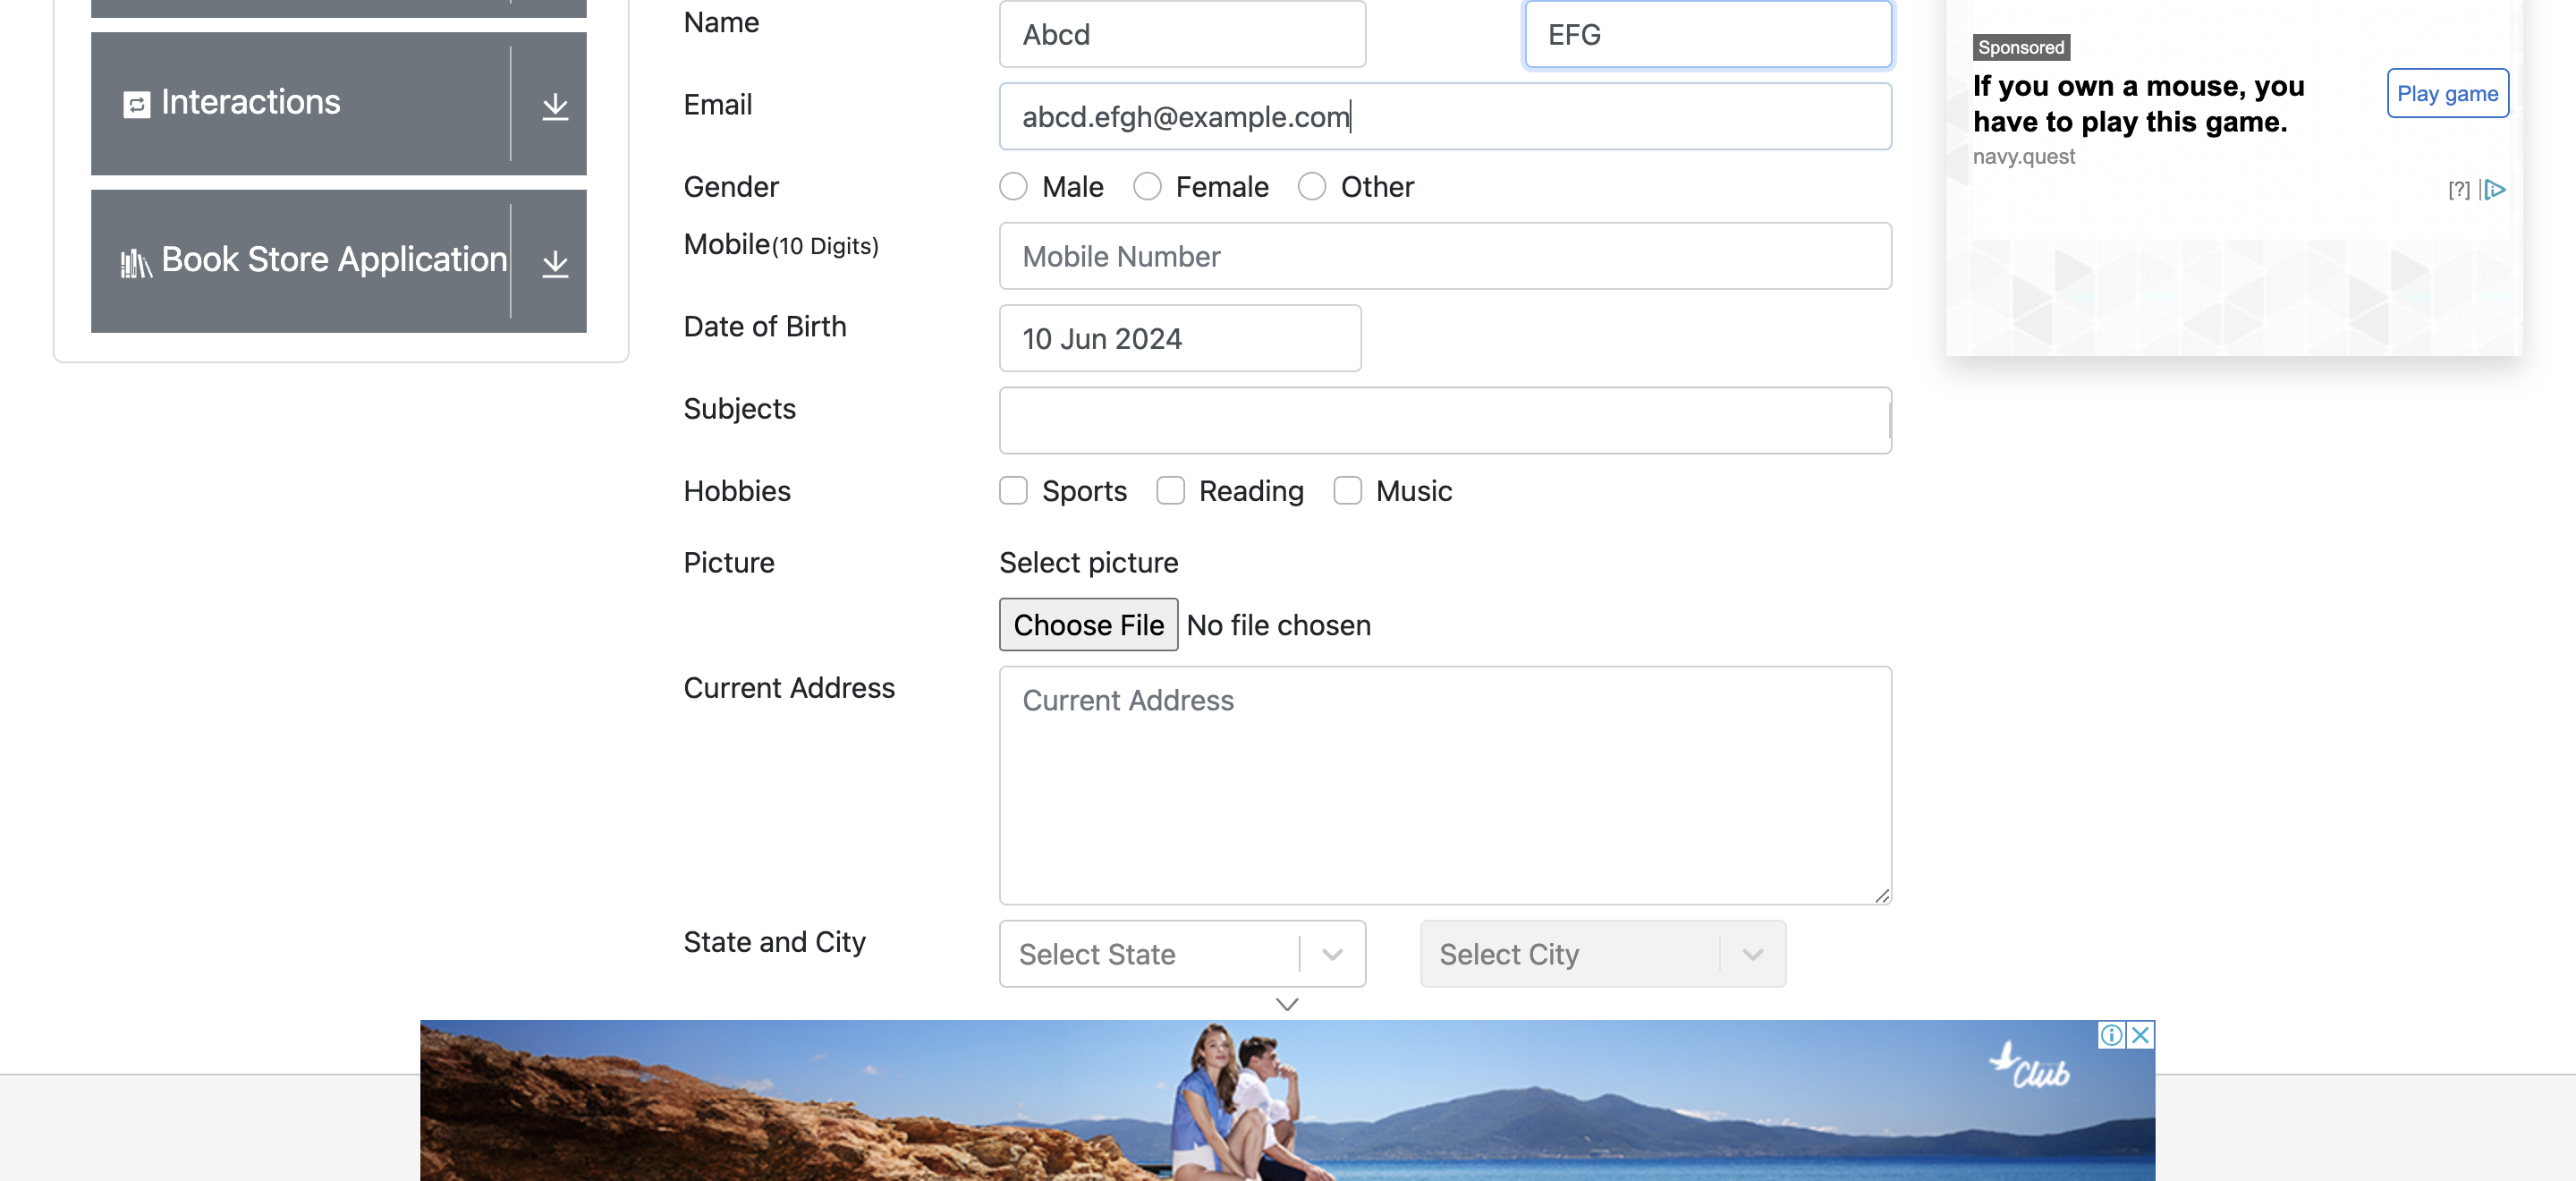 Interactions
Book Store Application
Name
Abcd
EFG
Email
abcd.efgh@example.com
Gender
Male
Female
Other
Mobile(10 Digits)
Mobile Number
Date of Birth
10 Jun 2024
Subjects
Hobbies
Sports
Reading
Music
Picture
Select picture
Choose File No file chosen
Current Address
Current Address
State and City
Select State
Select City
Sponsored
If you own a mouse, you
have to play this game.
navy.quest
Play game
[?]
Club